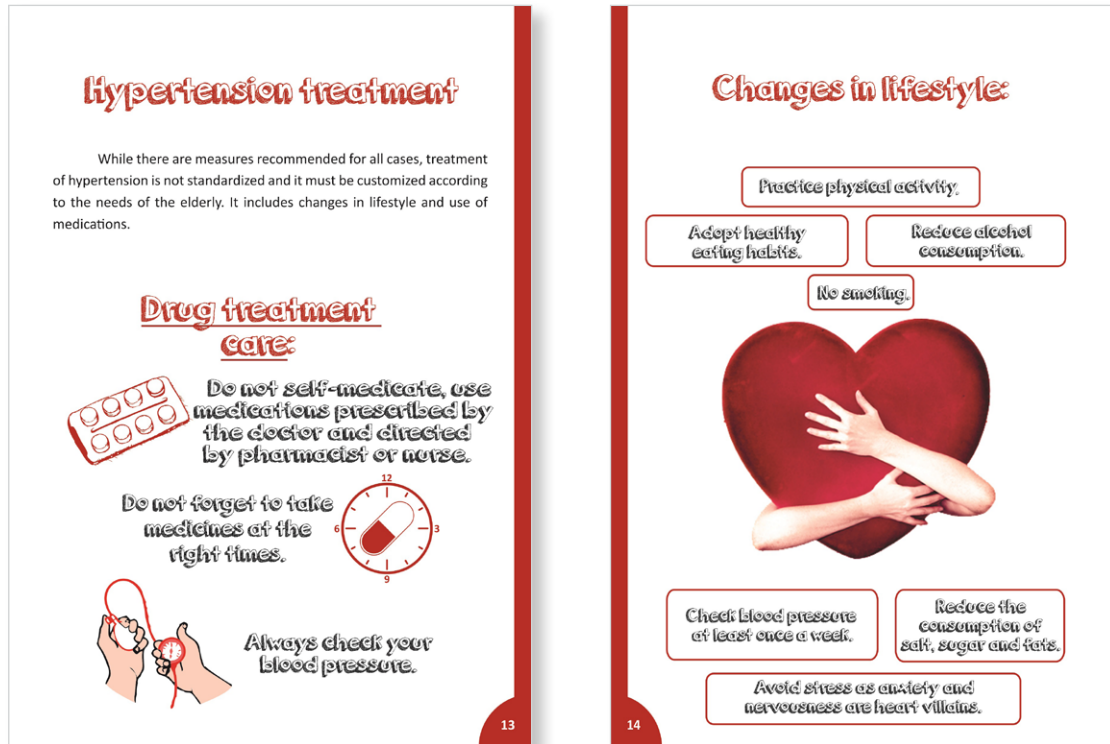 Hypertension treatment
While there are measures recommended for all cases, treatment
of hypertension is not standardized and it must be customized according
to the needs of the elderly. It includes changes in lifestyle and use of
medications.
Drug treatment
care:
Do not self-medicate, use
medications prescribed by
the doctor and directed
by pharmacist or nurse.
Do not forget to take
medicines at the
right times.
12
6
3
9
Always check your
blood pressure.
13
Changes in lifestyle:
Practice physical activity.
Adopt healthy
eating habits.
Reduce alcohol
consumption.
No smoking.
Check blood pressure
at least once a week.
Reduce the
consumption of
salt, sugar and fats.
Avoid stress as anxiety and
nervousness are heart villains.
14